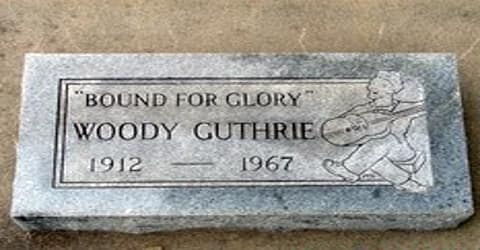 "BOUND FOR GLORY"
WOODY GUTHRIE
1912 — 1967